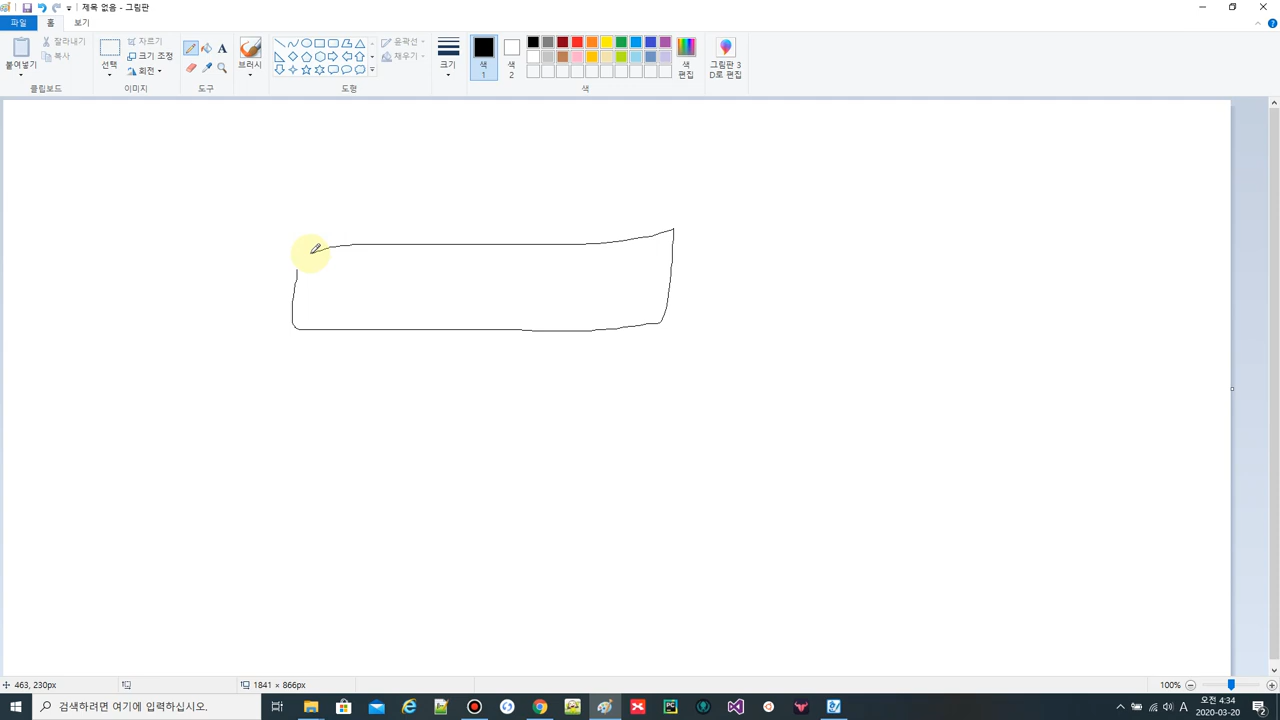 제목 없음 - 그림판
파일 홈 보기
붙여넣기
잘라내기
복사
클립보드
선택
자르기
크기 조정
회전
이미지
A
도구
브러시
윤곽선
채우기
도형
크기
색
1
색
2
색
편집
색
그림판 3
D로 편집
463, 230px
1841 × 866px
100%
검색하려면 여기에 입력하십시오.
PC
A
오전 4:34
2020-03-20
2